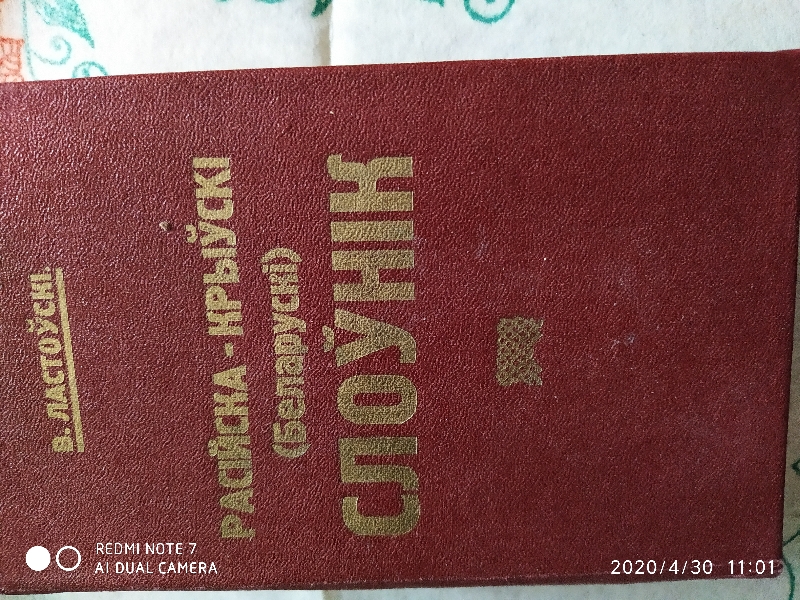 В. ЛАСТОЎСКІ.
РАСІЙСКА-КРЫЎСКІ
(Беларускі)
СЛОЎНІК
REDMI NOTE 7
AI DUAL CAMERA
2020/4/30 11:01